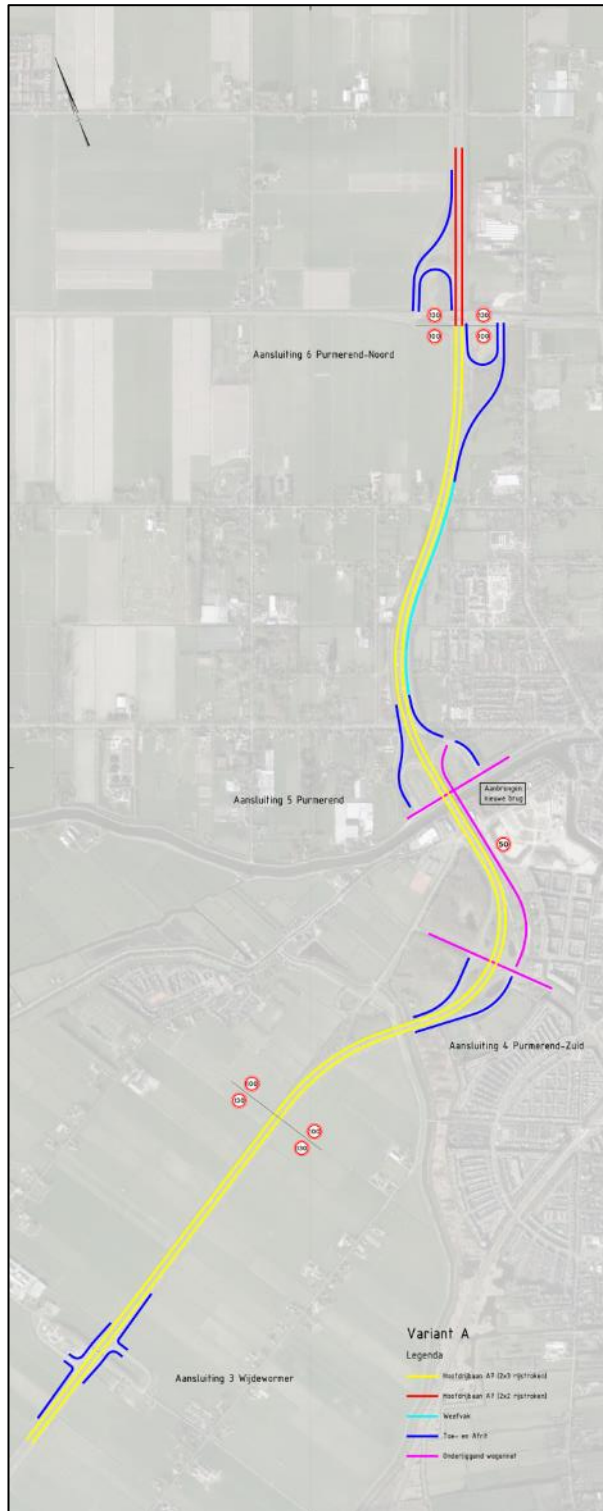 130
130
100
100
Aansluiting 6 Purmerend-Noord
Aansluiting 5 Purmerend
Aanbrengen
nieuwe brug
50
Aansluiting 4 Purmerend-Zuid
100
130
100
130
Aansluiting 3 Wijdewormer
Variant A
Legenda
Hoofdrijbaan A7 (2x3 rijstroken)
Hoofdrijbaan A7 (2x2 rijstroken)
Weefvak
Toe- en Afrit
Onderliggend wegennet